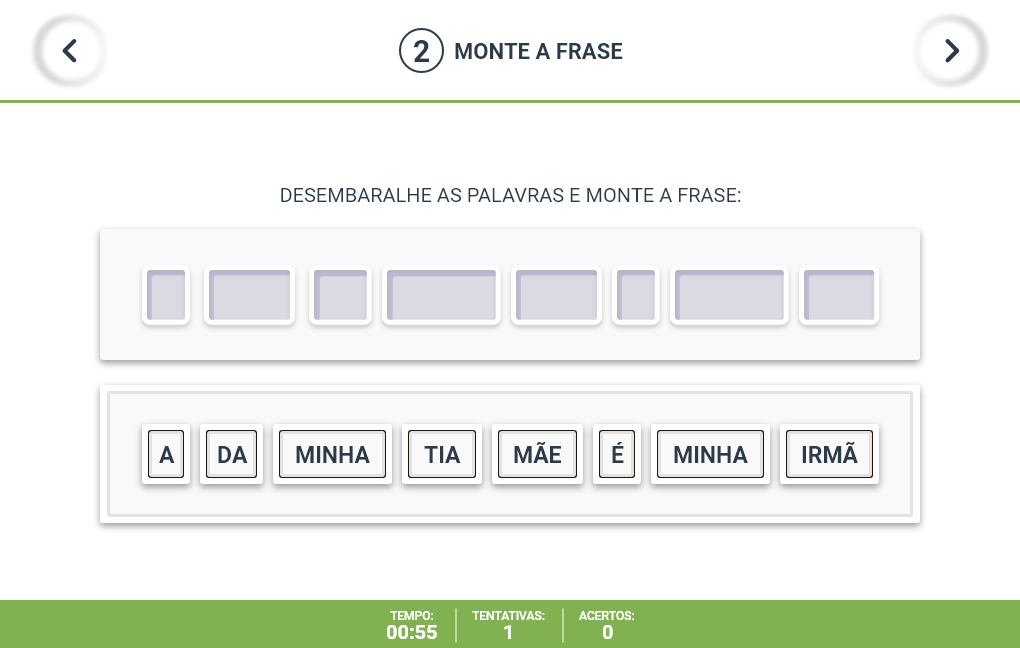 2 MONTE A FRASE
DESEMBARALHE AS PALAVRAS E MONTE A FRASE:
A DA MINHA TIA MÃE É MINHA IRMÃ
TEMPO: TENTATIVAS: ACERTOS:
00:55 1 0